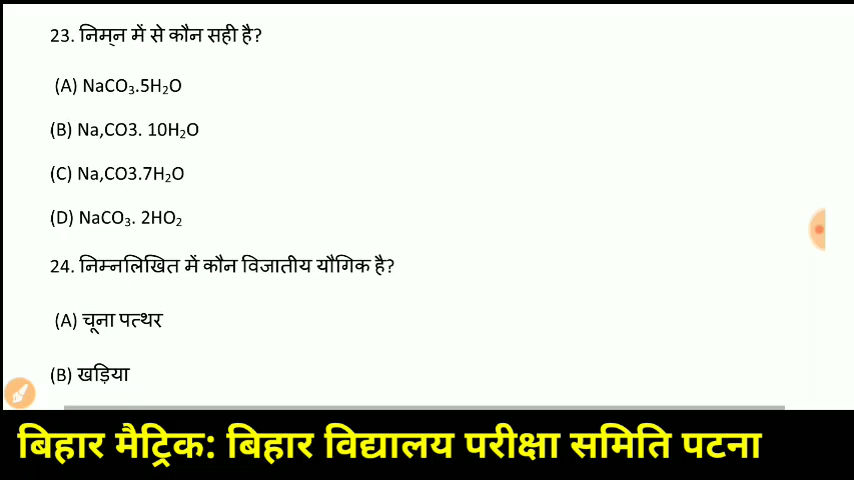 23. निम्‌न में से कौन सही है?
(A) NaCO₃.5H₂O
(B) Na,CO3. 10H₂O
(C) Na,CO3.7H₂O
(D) NaCO₃. 2HO₂
24. निम्नलिखित में कौन विजातीय यौगिक है?
(A) चूना पत्थर
(B) खड़िया
बिहार मैट्रिक: बिहार विद्यालय परीक्षा समिति पटना